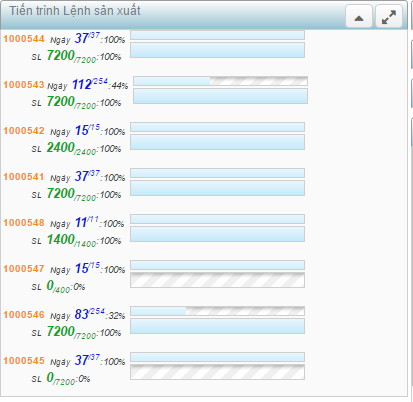 Tiến trình Lệnh sản xuất
1000544 Ngày 37/37:100%
SL 7200/7200:100%
1000543 Ngày 112/254:44%
SL 7200/7200:100%
1000542 Ngày 15/15:100%
SL 2400/2400:100%
1000541 Ngày 37/37:100%
SL 7200/7200:100%
1000548 Ngày 11/11:100%
SL 1400/1400:100%
1000547 Ngày 15/15:100%
SL 0/400:0%
1000546 Ngày 83/254:32%
SL 7200/7200:100%
1000545 Ngày 37/37:100%
SL 0/7200:0%